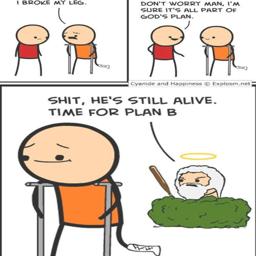 I BROKE MY LEG.
DON'T WORRY MAN, I'M
SURE IT'S ALL PART OF
GOD'S PLAN.
Cyanide and Happiness © Explosm.net
SHIT, HE'S STILL ALIVE.
TIME FOR PLAN B